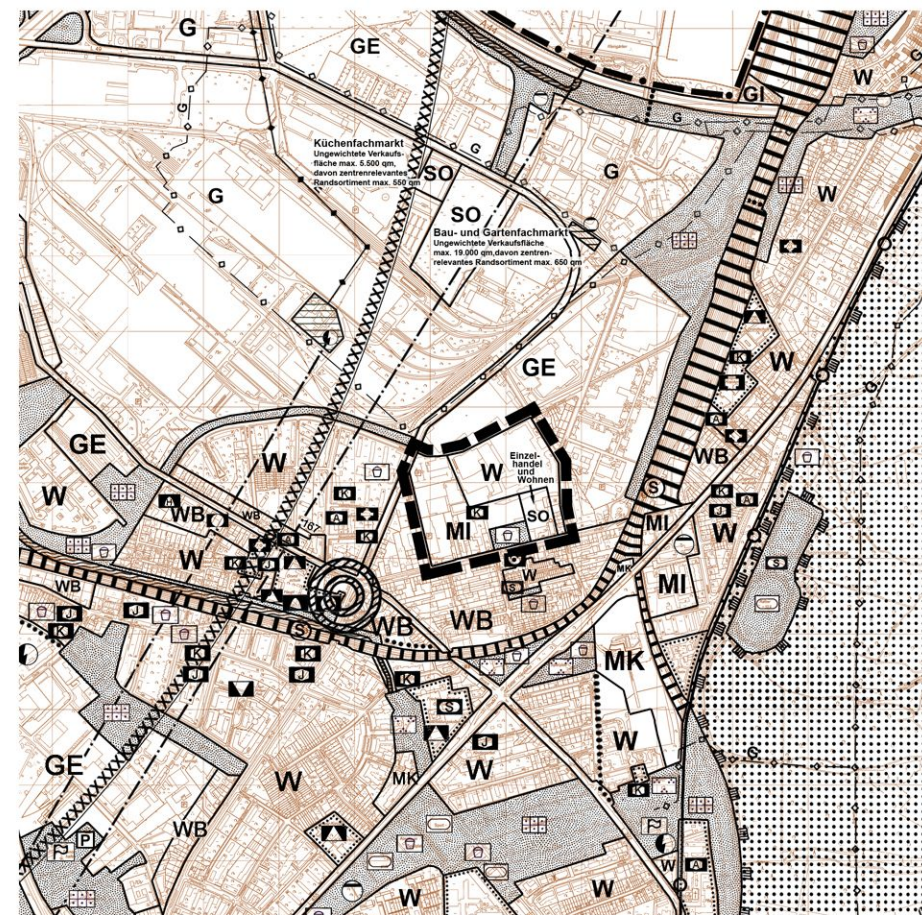 G
GE
GI
W
G
Küchenfachmarkt
Ungewichtete Verkaufs-
fläche max. 5.500 qm,
davon zentrenrelevantes
Randsortiment max. 550 qm
SO
G
G
G
W
SO
Bau- und Gartenfachmarkt
Ungewichtete Verkaufsfläche
max. 19.000 qm,davon zentren-
relevantes Randsortiment max. 650 qm
K
W
GE
A
GE
W
W
Einzel-
handel
und
Wohnen
WB
S
W
A
K
K
WB
WB
A
167
MI
SO
MI
K
A
J
W
W
A
K
J
K
W
MK
MI
S
WB
S
J
K
S
WB
WB
MK
K
J
K
J
K
S
W
J
W
W
MK
G
GE
W
K
WB
P
W
A
W
W